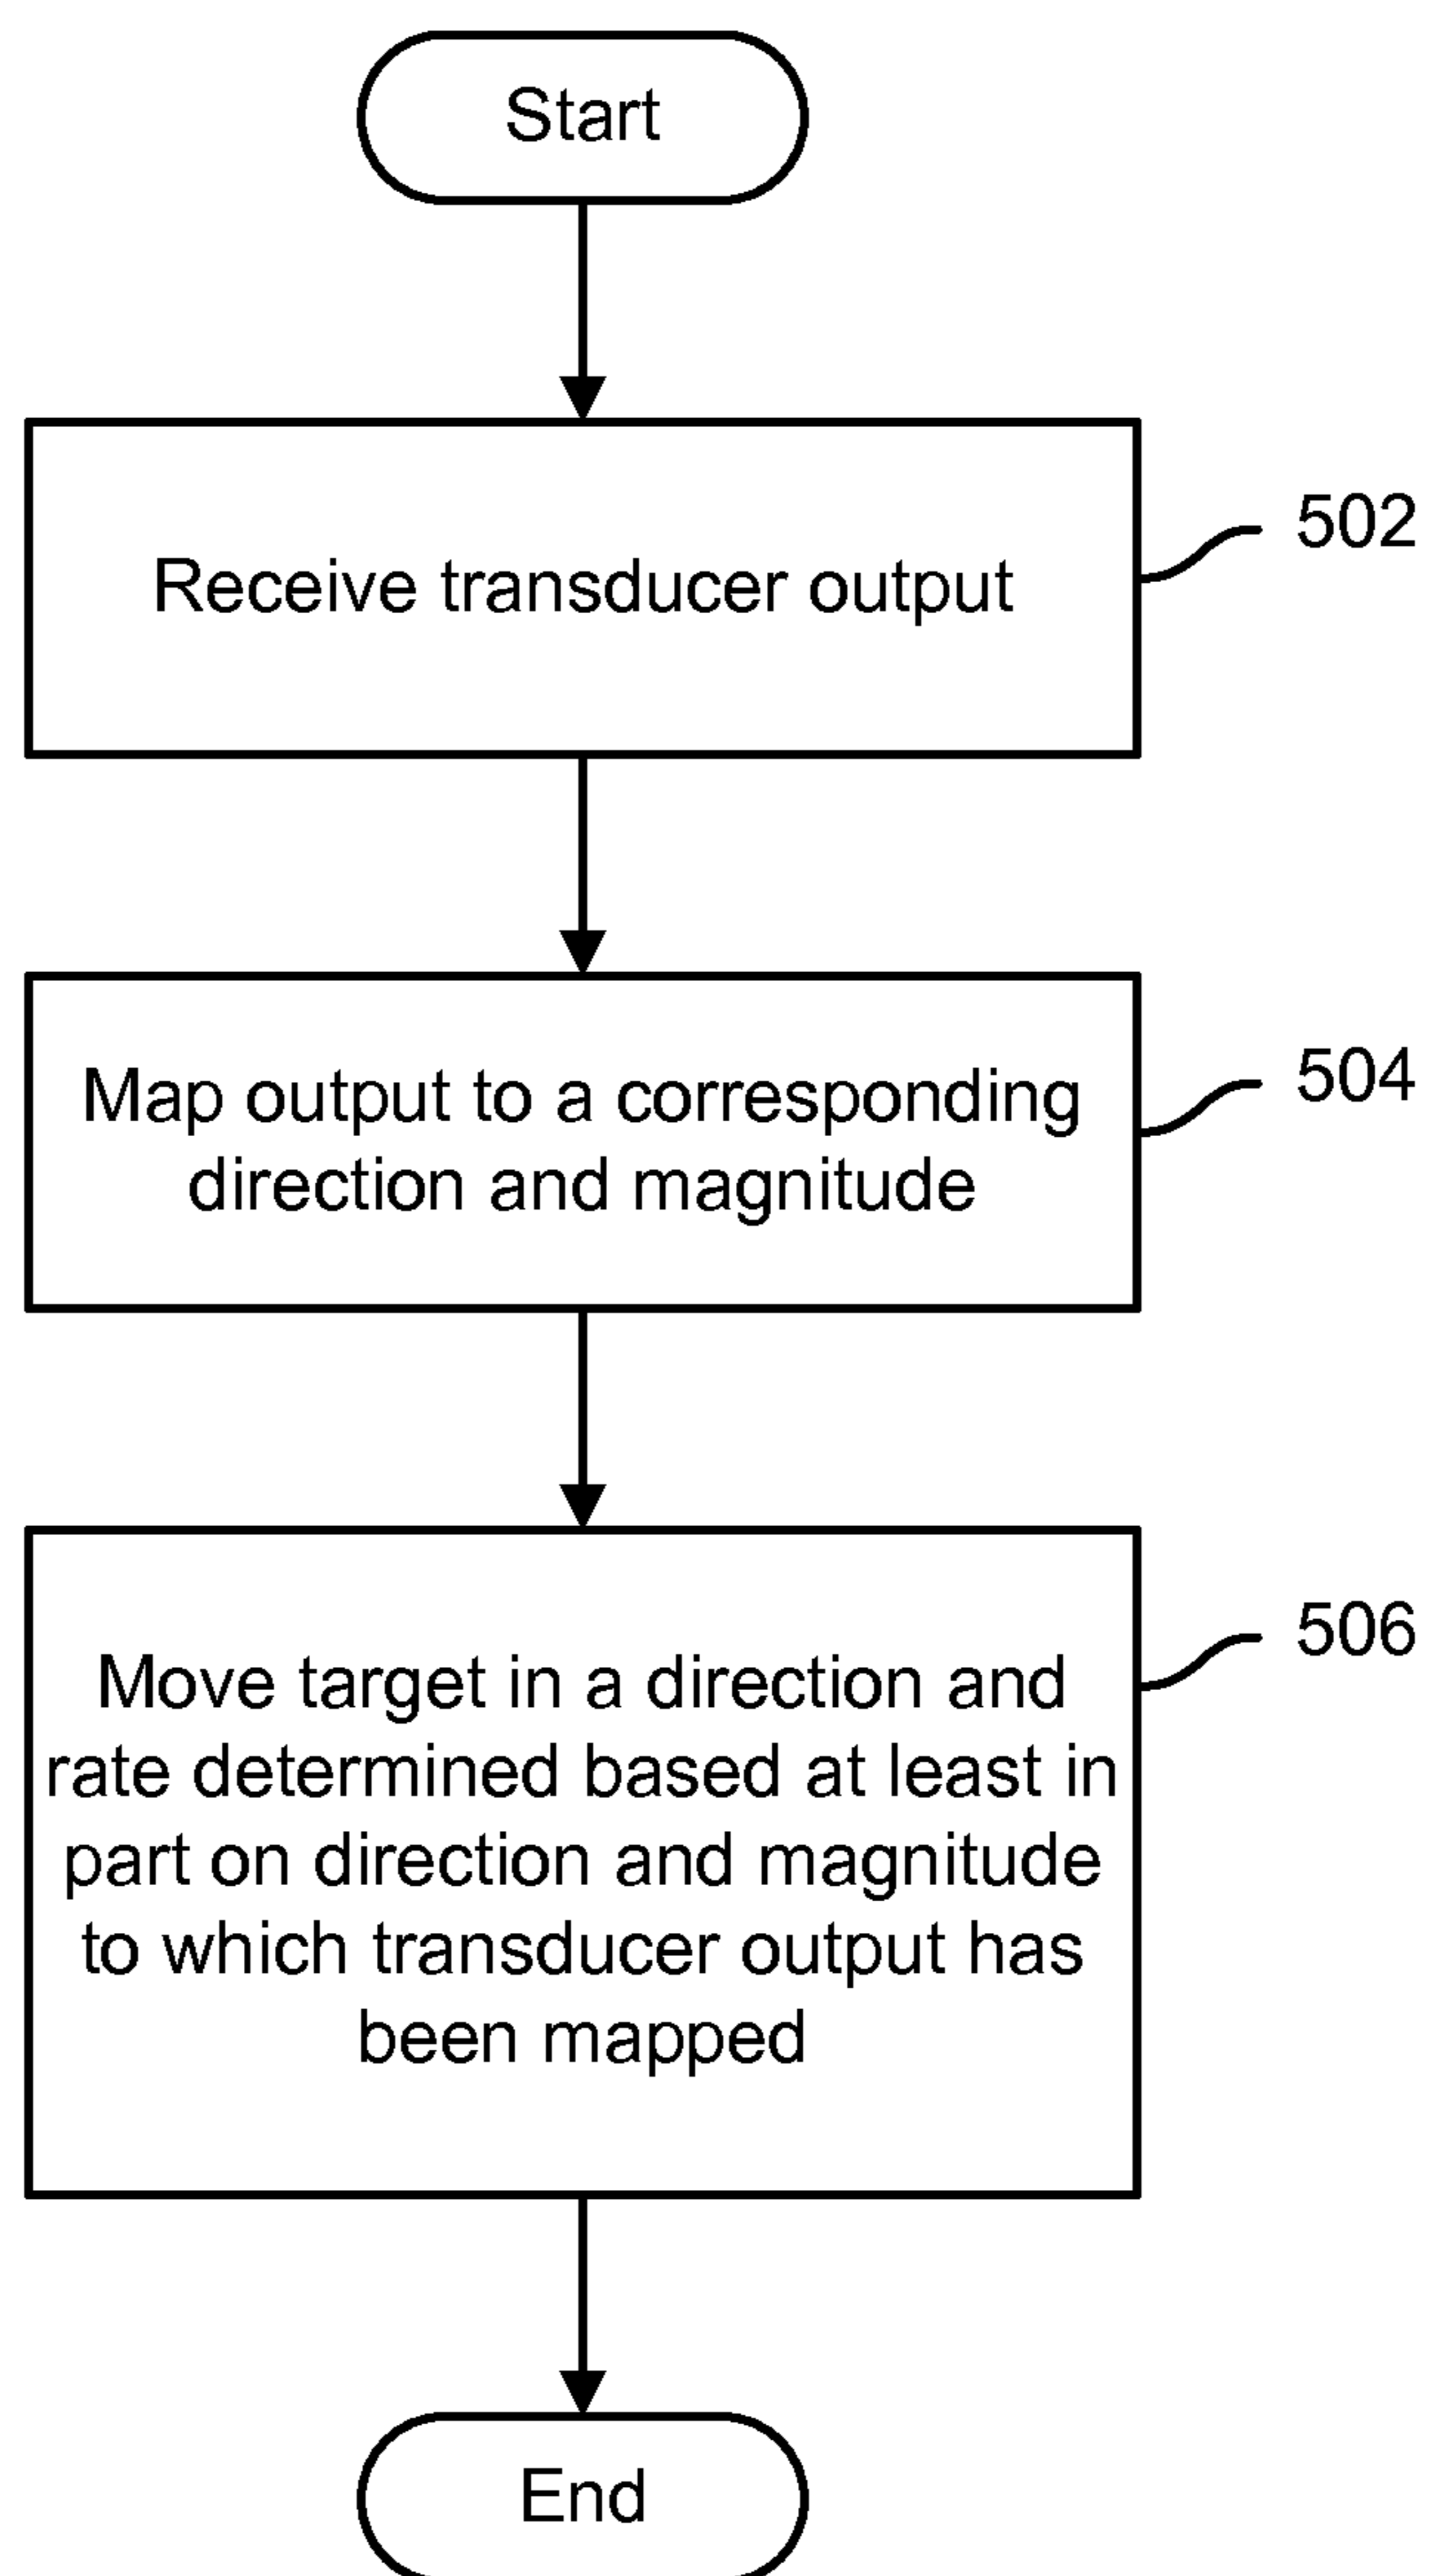 Start
Receive transducer output
502
Map output to a corresponding
direction and magnitude
504
Move target in a direction and
rate determined based at least in
part on direction and magnitude
to which transducer output has
been mapped
506
End